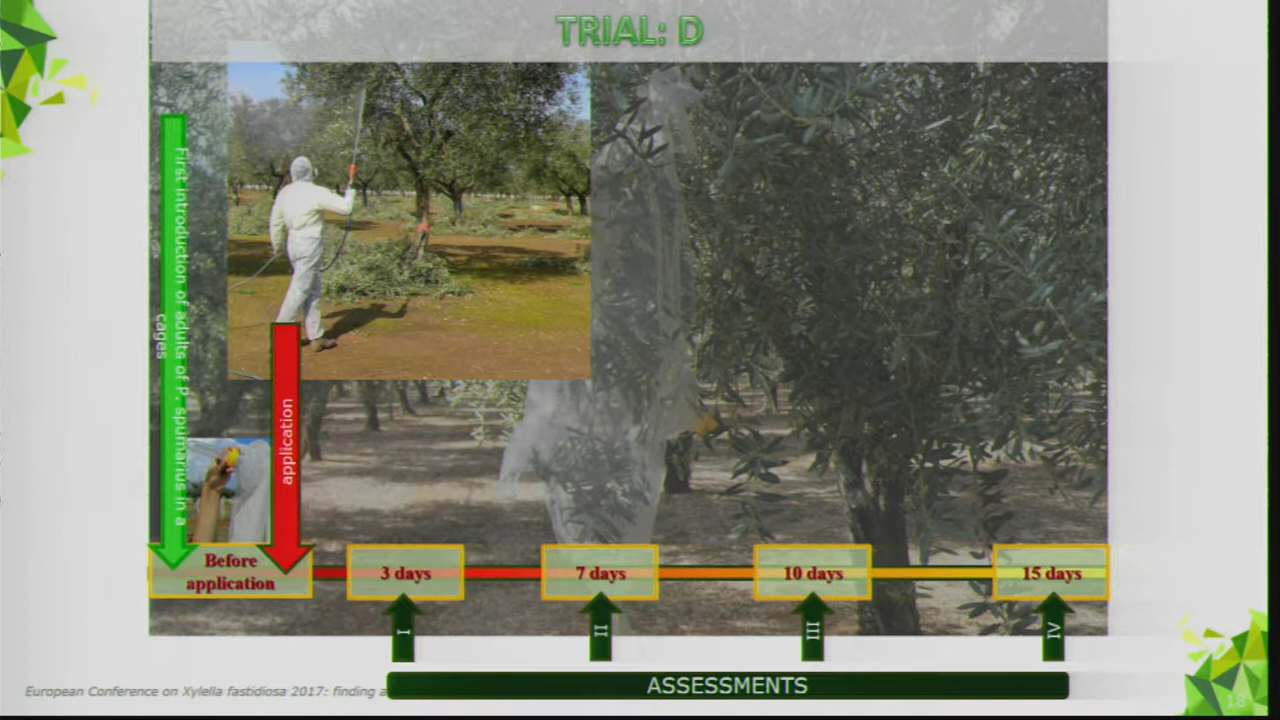 TRIAL: D
First introduction of adults of P. spumarius in a
cages
application
Before
application
3 days
7 days
10 days
15 days
I
II
III
IV
ASSESSMENTS
European Conference on Xylella fastidiosa 2017: finding a
18